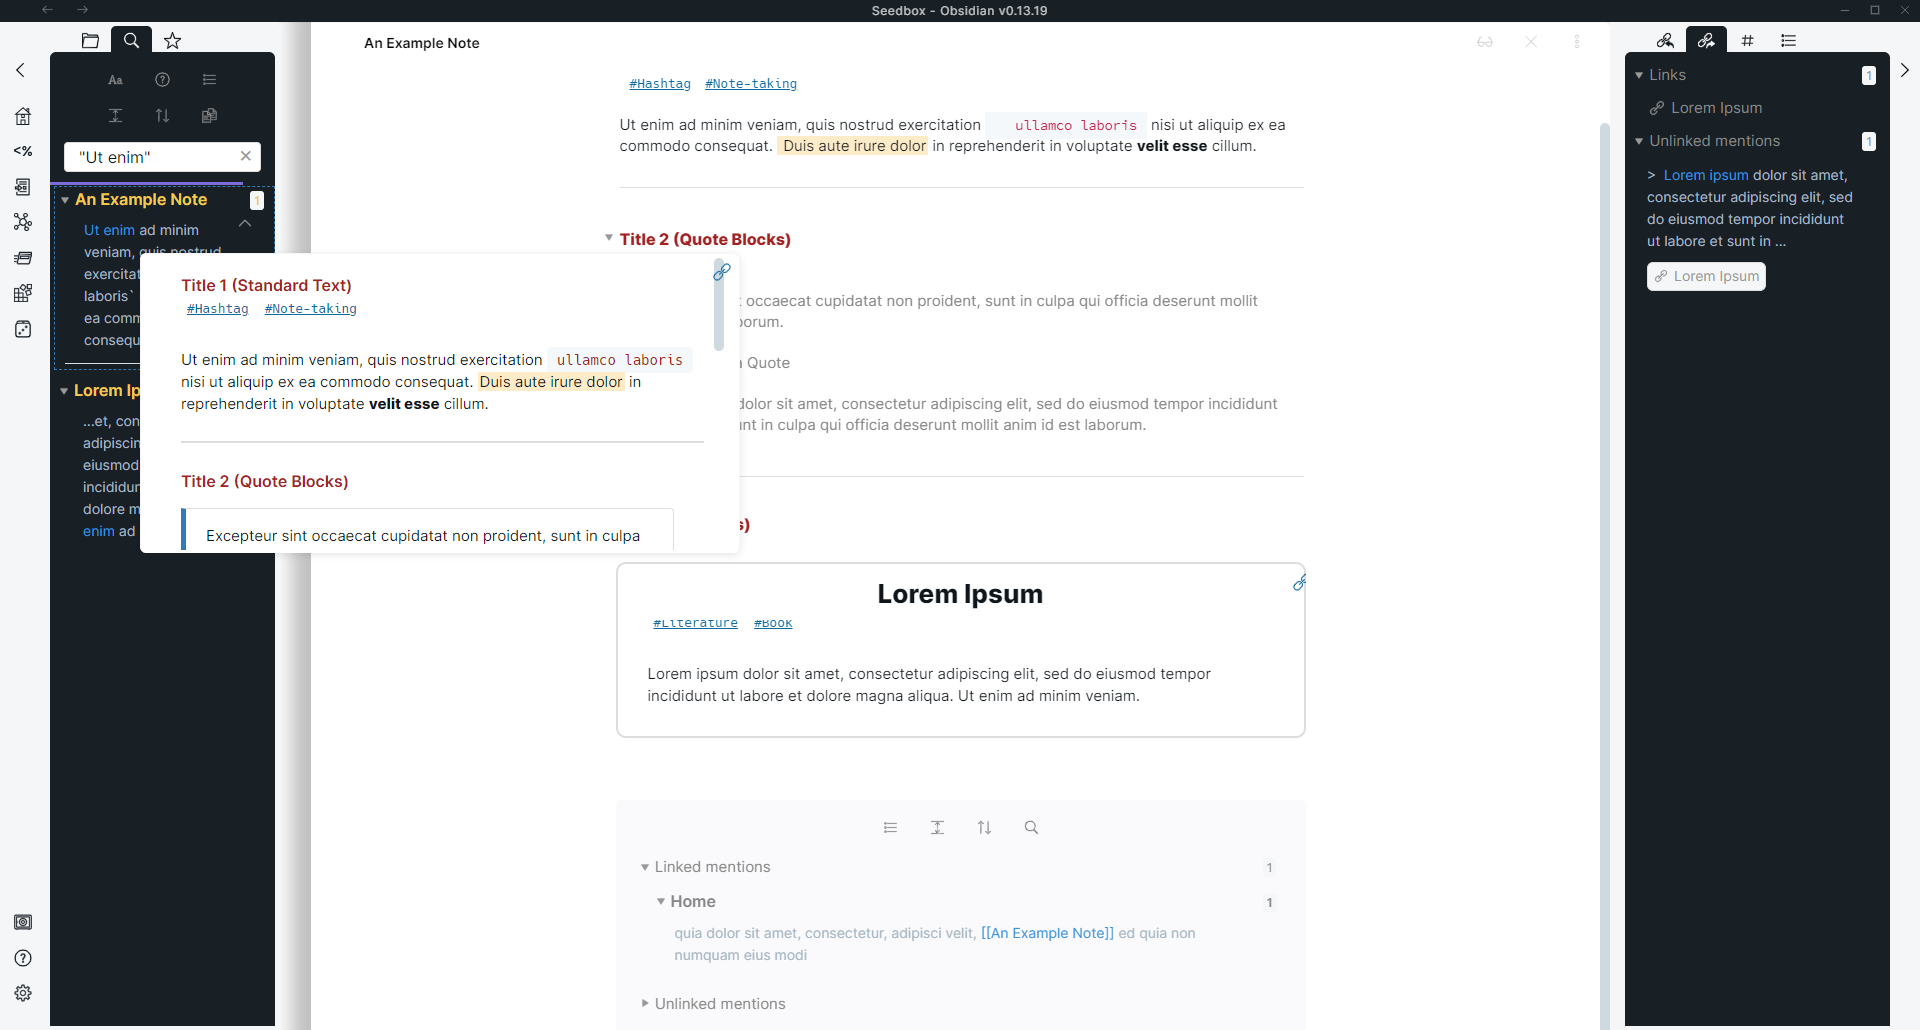 Seedbox - Obsidian v0.13.19
Aa
"Ut enim"
An Example Note
1
Ut enim ad minim
veniam, quis nostrud
exercitat
laboris`
ea comm
consequ
Lorem Ip
...et, con
adipiscin
eiusmod
incididun
dolore m
enim ad
<%
Title 1 (Standard Text)
#Hashtag #Note-taking
Ut enim ad minim veniam, quis nostrud exercitation ullamco laboris
nisi ut aliquip ex ea commodo consequat. Duis aute irure dolor in
reprehenderit in voluptate velit esse cillum.
Title 2 (Quote Blocks)
Excepteur sint occaecat cupidatat non proident, sunt in culpa
An Example Note
#Hashtag #Note-taking
Ut enim ad minim veniam, quis nostrud exercitation ullamco laboris nisi ut aliquip ex ea
commodo consequat. Duis aute irure dolor in reprehenderit in voluptate velit esse cillum.
Title 2 (Quote Blocks)
t occaecat cupidatat non proident, sunt in culpa qui officia deserunt mollit
orum.
Quote
dolor sit amet, consectetur adipiscing elit, sed do eiusmod tempor incididunt
nt in culpa qui officia deserunt mollit anim id est laborum.
s)
Lorem Ipsum
#Literature #Book
Lorem ipsum dolor sit amet, consectetur adipiscing elit, sed do eiusmod tempor
incididunt ut labore et dolore magna aliqua. Ut enim ad minim veniam.
Linked mentions 1
Home 1
quia dolor sit amet, consectetur, adipisci velit, [[An Example Note]] ed quia non
numquam eius modi
Unlinked mentions
Links 1
Lorem Ipsum
Unlinked mentions 1
> Lorem ipsum dolor sit amet,
consectetur adipiscing elit, sed
do eiusmod tempor incididunt
ut labore et sunt in ...
Lorem Ipsum